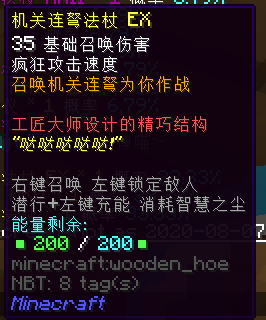 机关连弩法杖 EX
35 基础召唤伤害
疯狂攻击速度
召唤机关连弩为你作战
工匠大师设计的精巧结构
"哒哒哒哒哒!"
右键召唤 左键锁定敌人
潜行+左键充能 消耗智慧之尘
能量剩余:
200 / 200
minecraft:wooden_hoe
NBT: 8 tag(s)
Minecraft